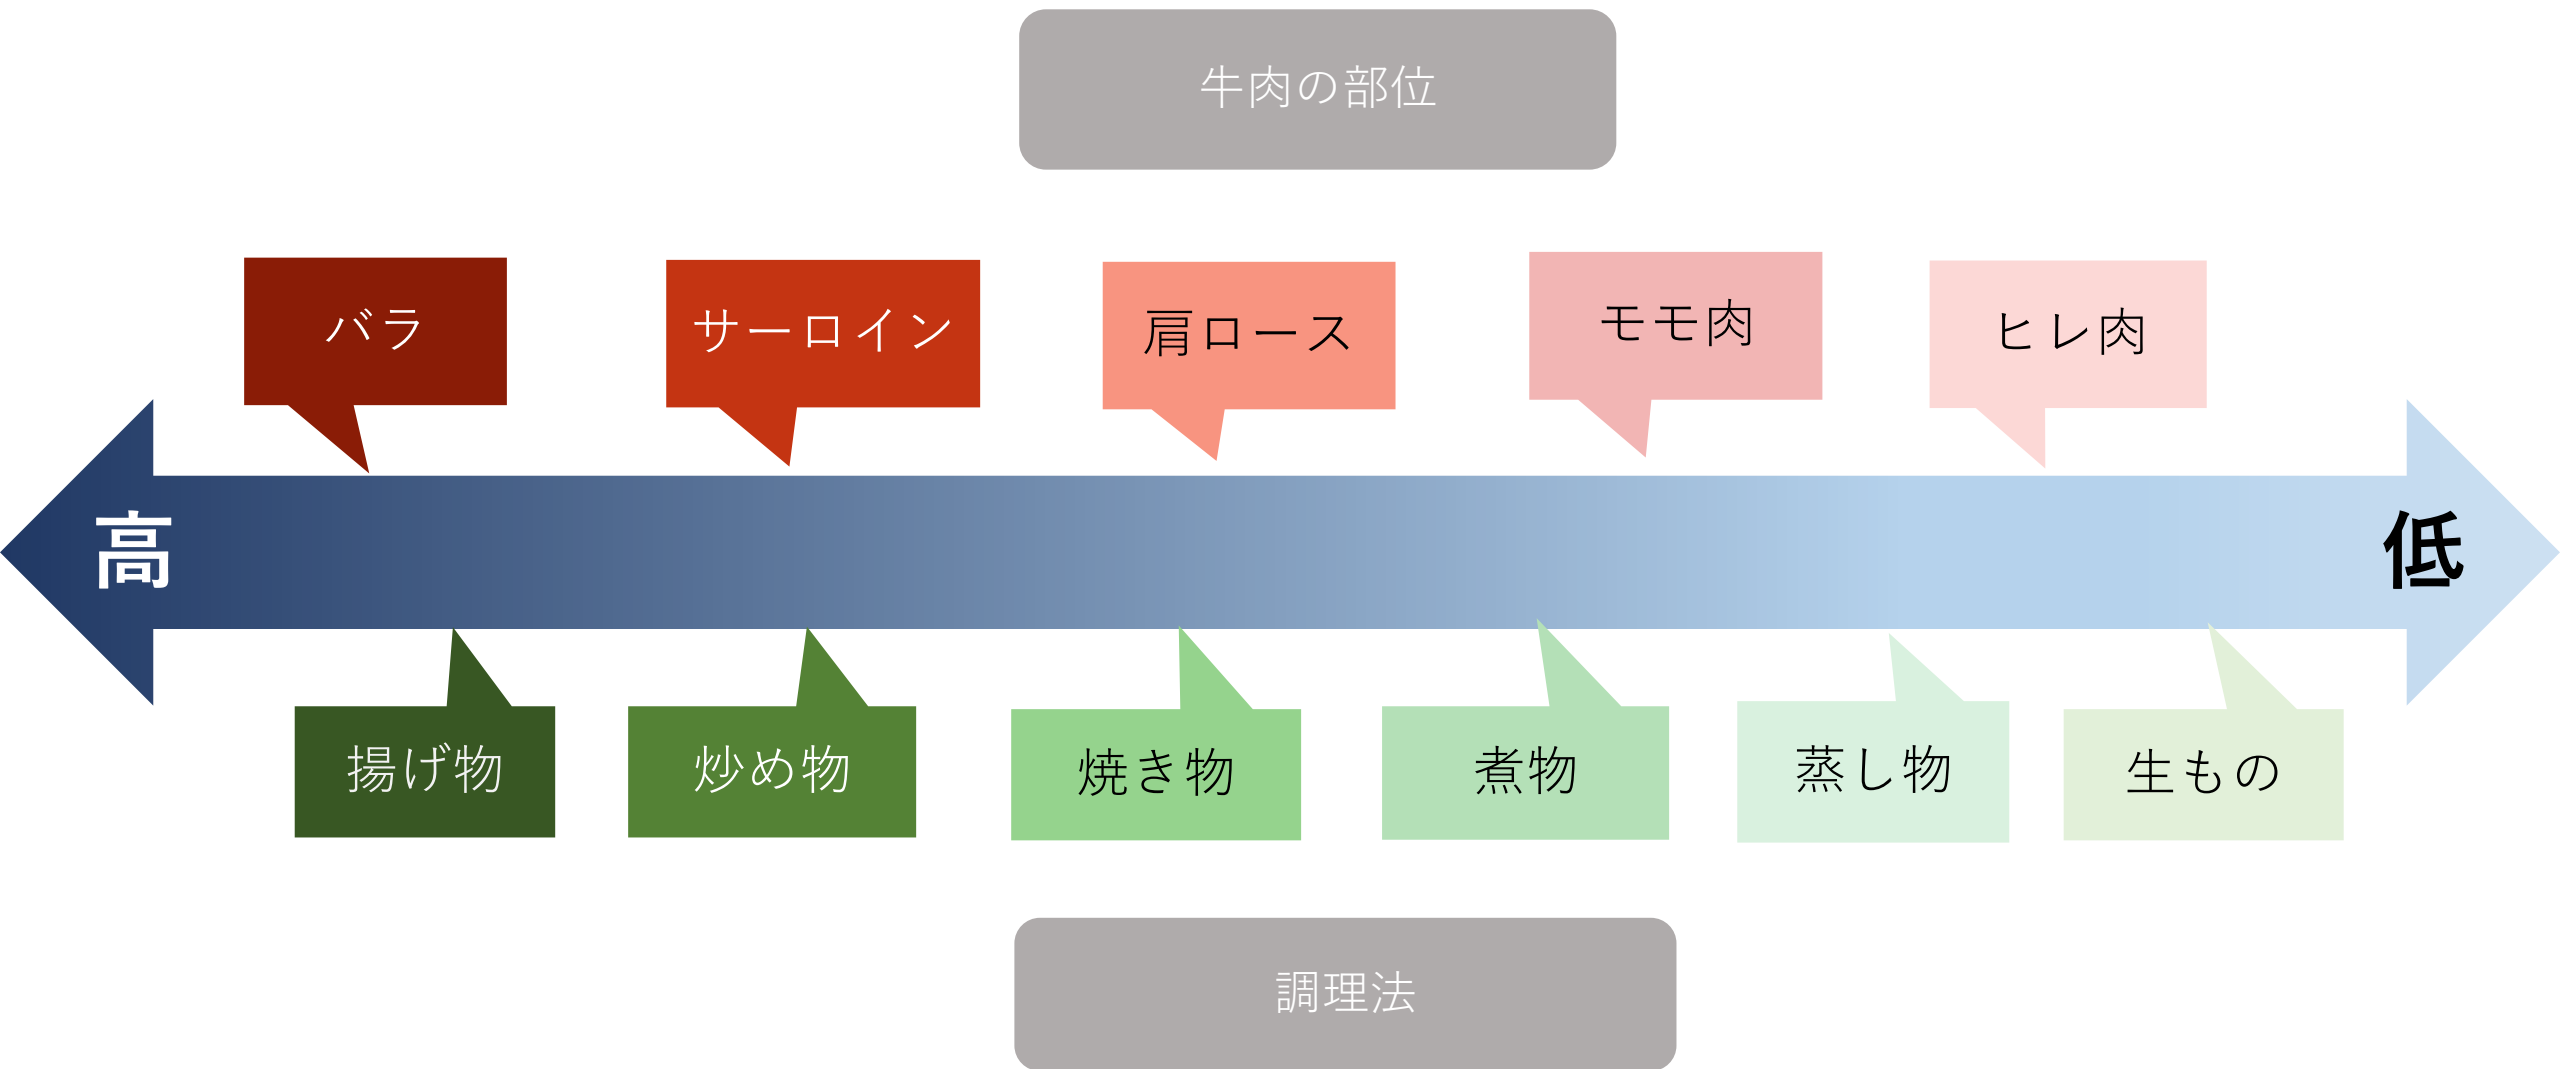 牛肉の部位
バラ
サーロイン
肩ロース
モモ肉
ヒレ肉
高
低
揚げ物
炒め物
焼き物
煮物
蒸し物
生もの
調理法